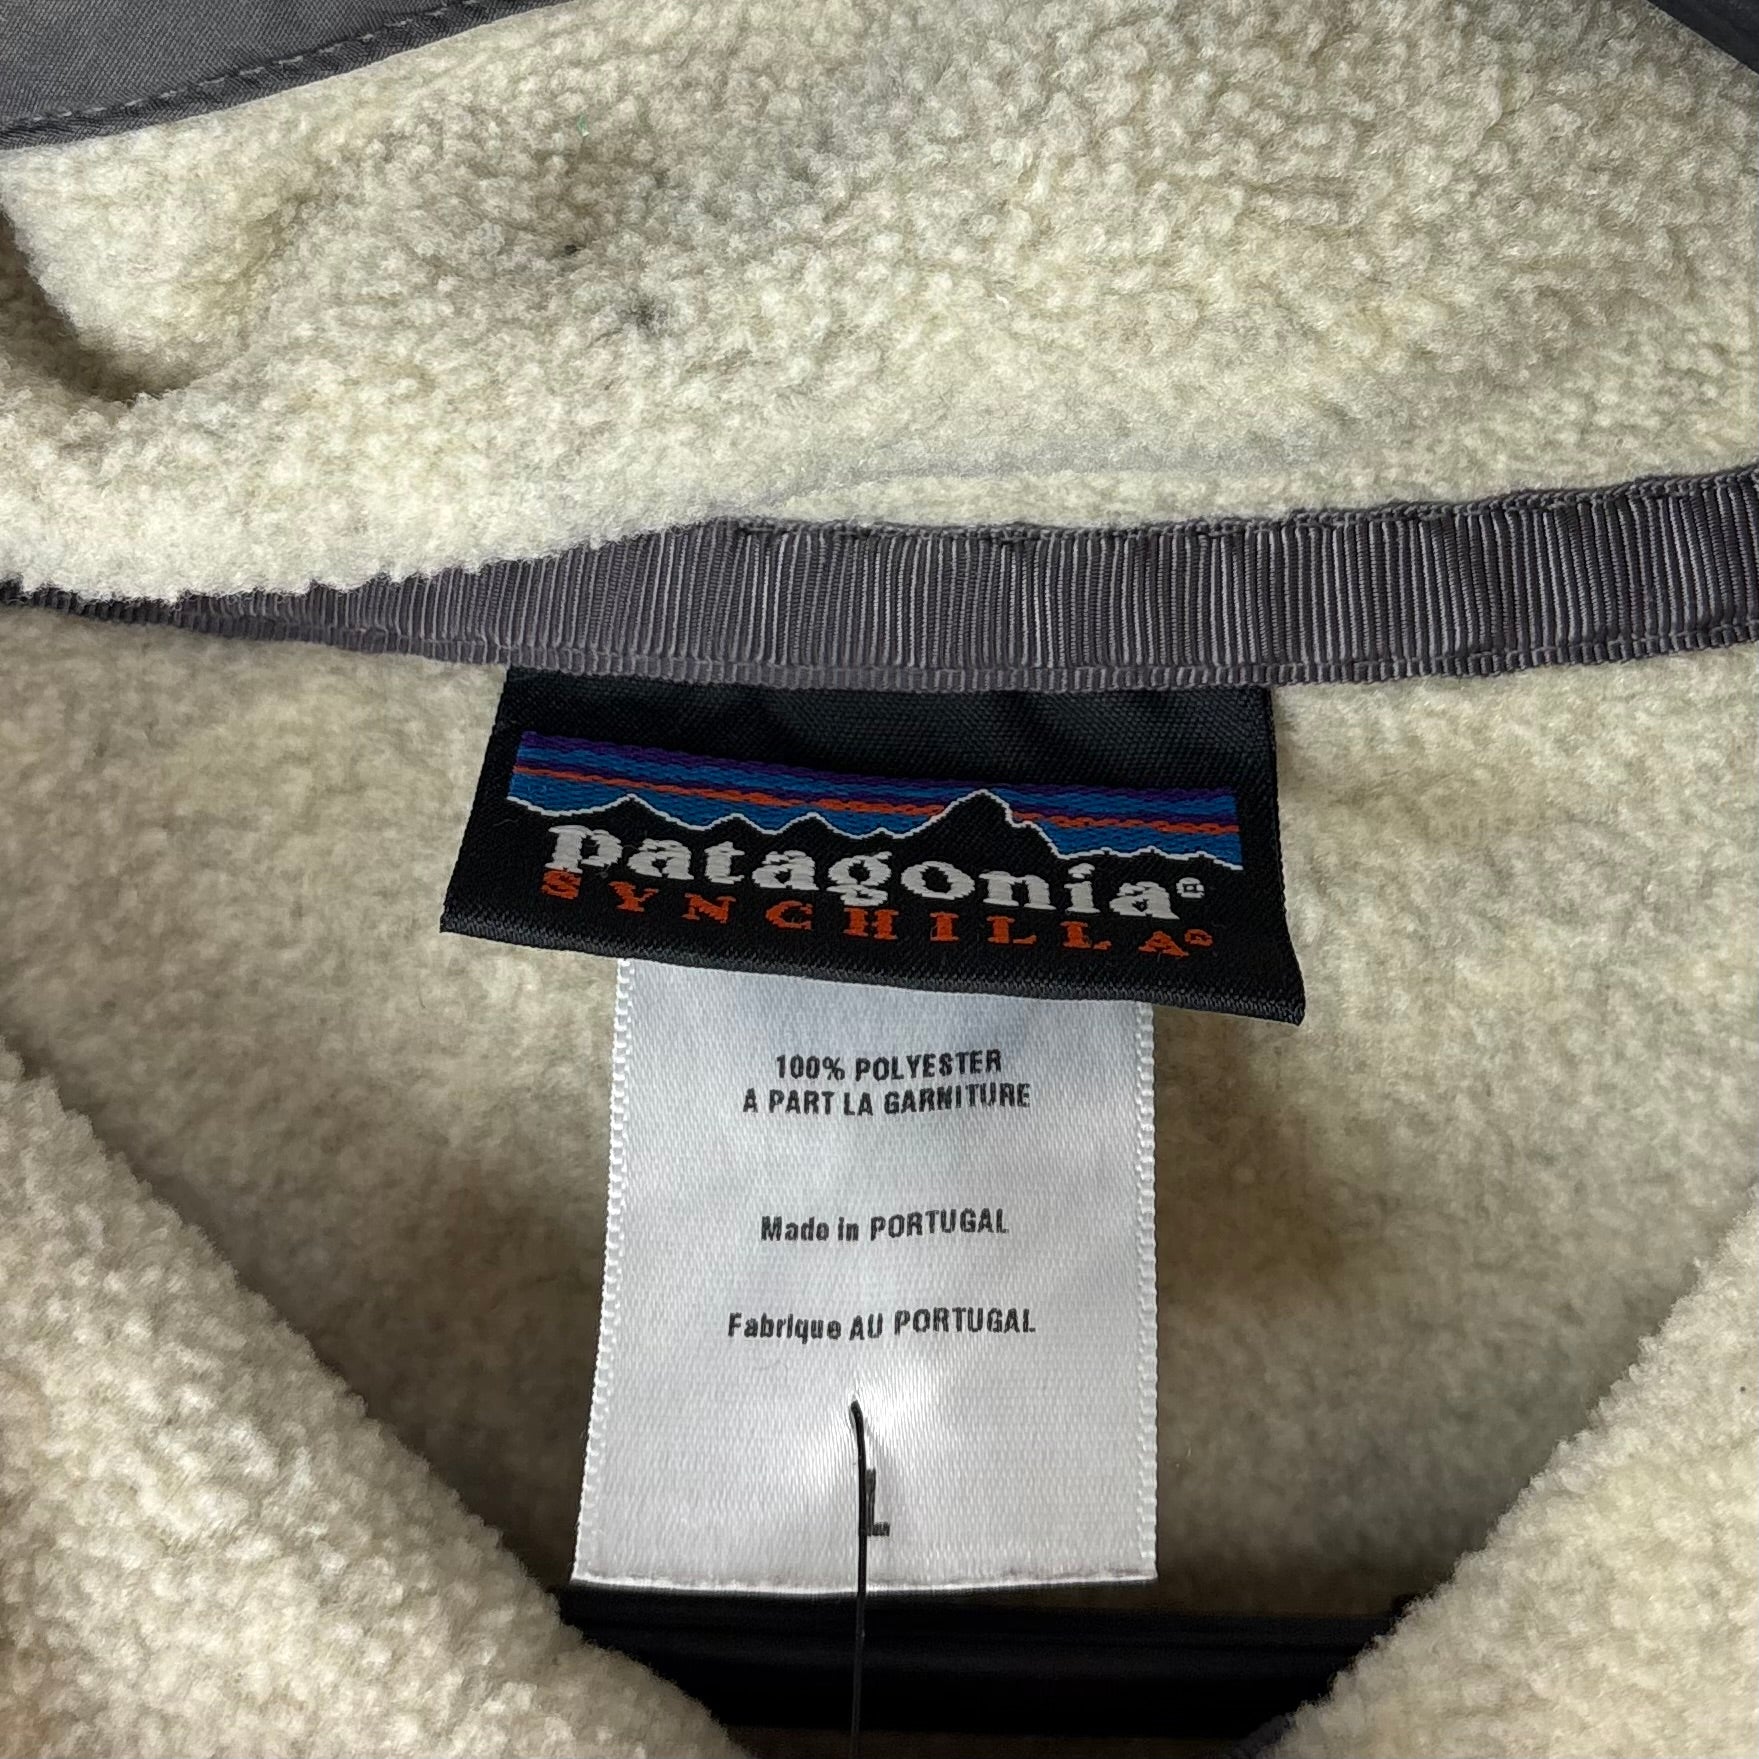 patagonia®
SYNCHILLA®
100% POLYESTER
A PART LA GARNITURE
Made in PORTUGAL
Fabrique AU PORTUGAL
L